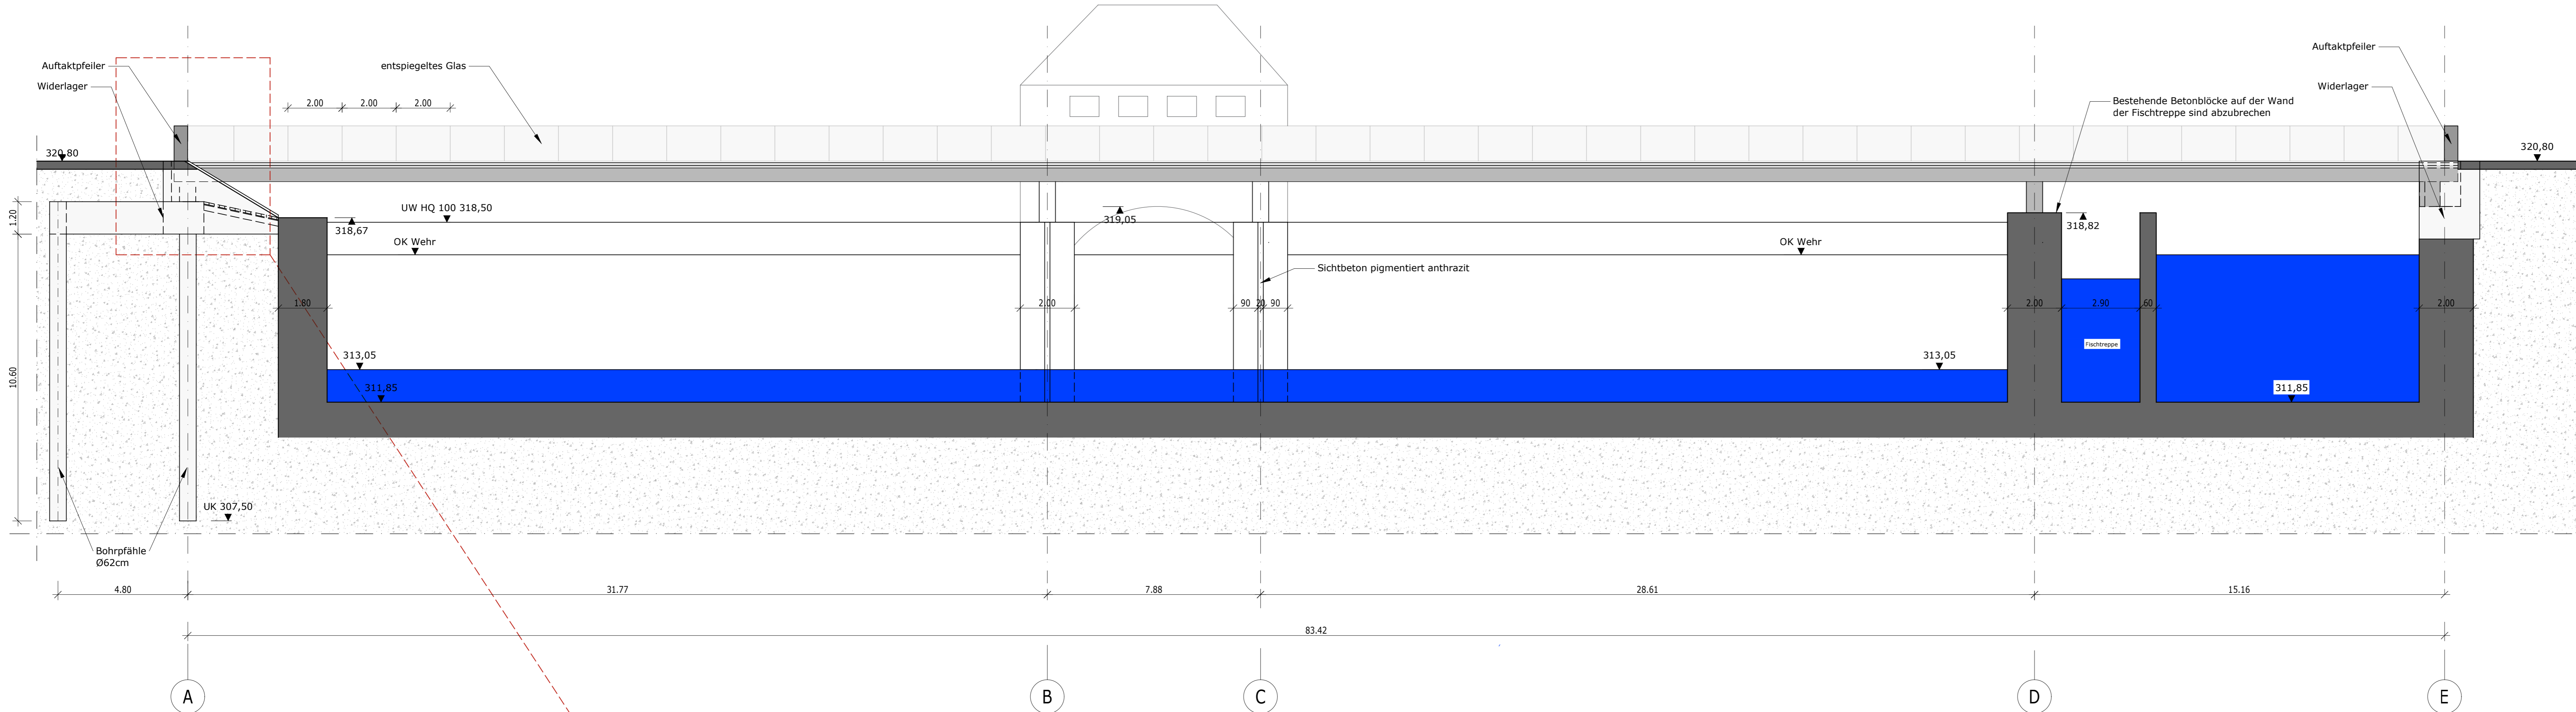 Auftaktpfeiler
Auftaktpfeiler
entspiegeltes Glas
Widerlager
Widerlager
2.00 2.00 2.00
Bestehende Betonblöcke auf der Wand
der Fischtreppe sind abzubrechen
320,80
320,80
UW HQ 100 318,50
1.20
319,05
318,67
318,82
OK Wehr
OK Wehr
Sichtbeton pigmentiert anthrazit
1.80
2.00
90 20 90
2.00
2.90
60
2.00
Fischtreppe
313,05
313,05
10.60
311,85
311,85
UK 307,50
Bohrpfähle
Ø62cm
4.80
31.77
7.88
28.61
15.16
83.42
A
B
C
D
E